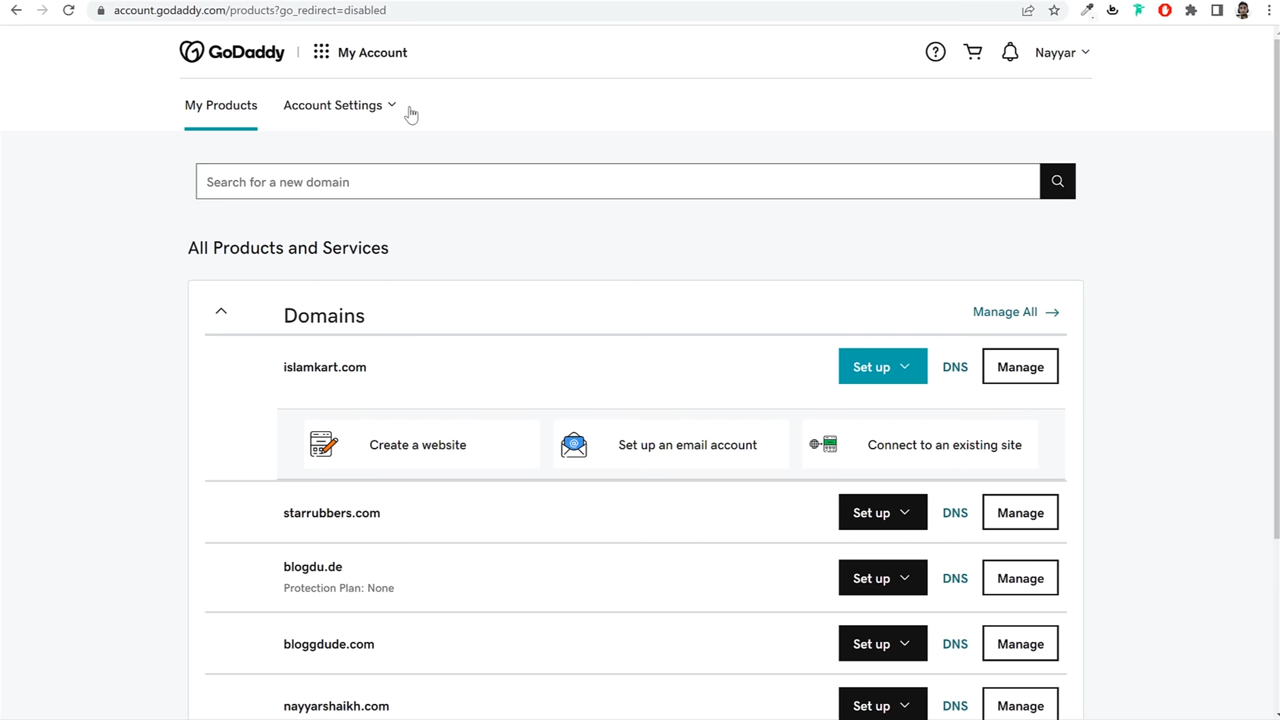 account.godaddy.com/products?go_redirect=disabled
GoDaddy
My Account
Nayyar
My Products
Account Settings
Search for a new domain
All Products and Services
Domains
Manage All
islamkart.com
Set up
DNS
Manage
Create a website
Set up an email account
Connect to an existing site
starrubbers.com
Set up
DNS
Manage
blogdu.de
Protection Plan: None
Set up
DNS
Manage
bloggdude.com
Set up
DNS
Manage
nayyarshaikh.com
Set up
DNS
Manage